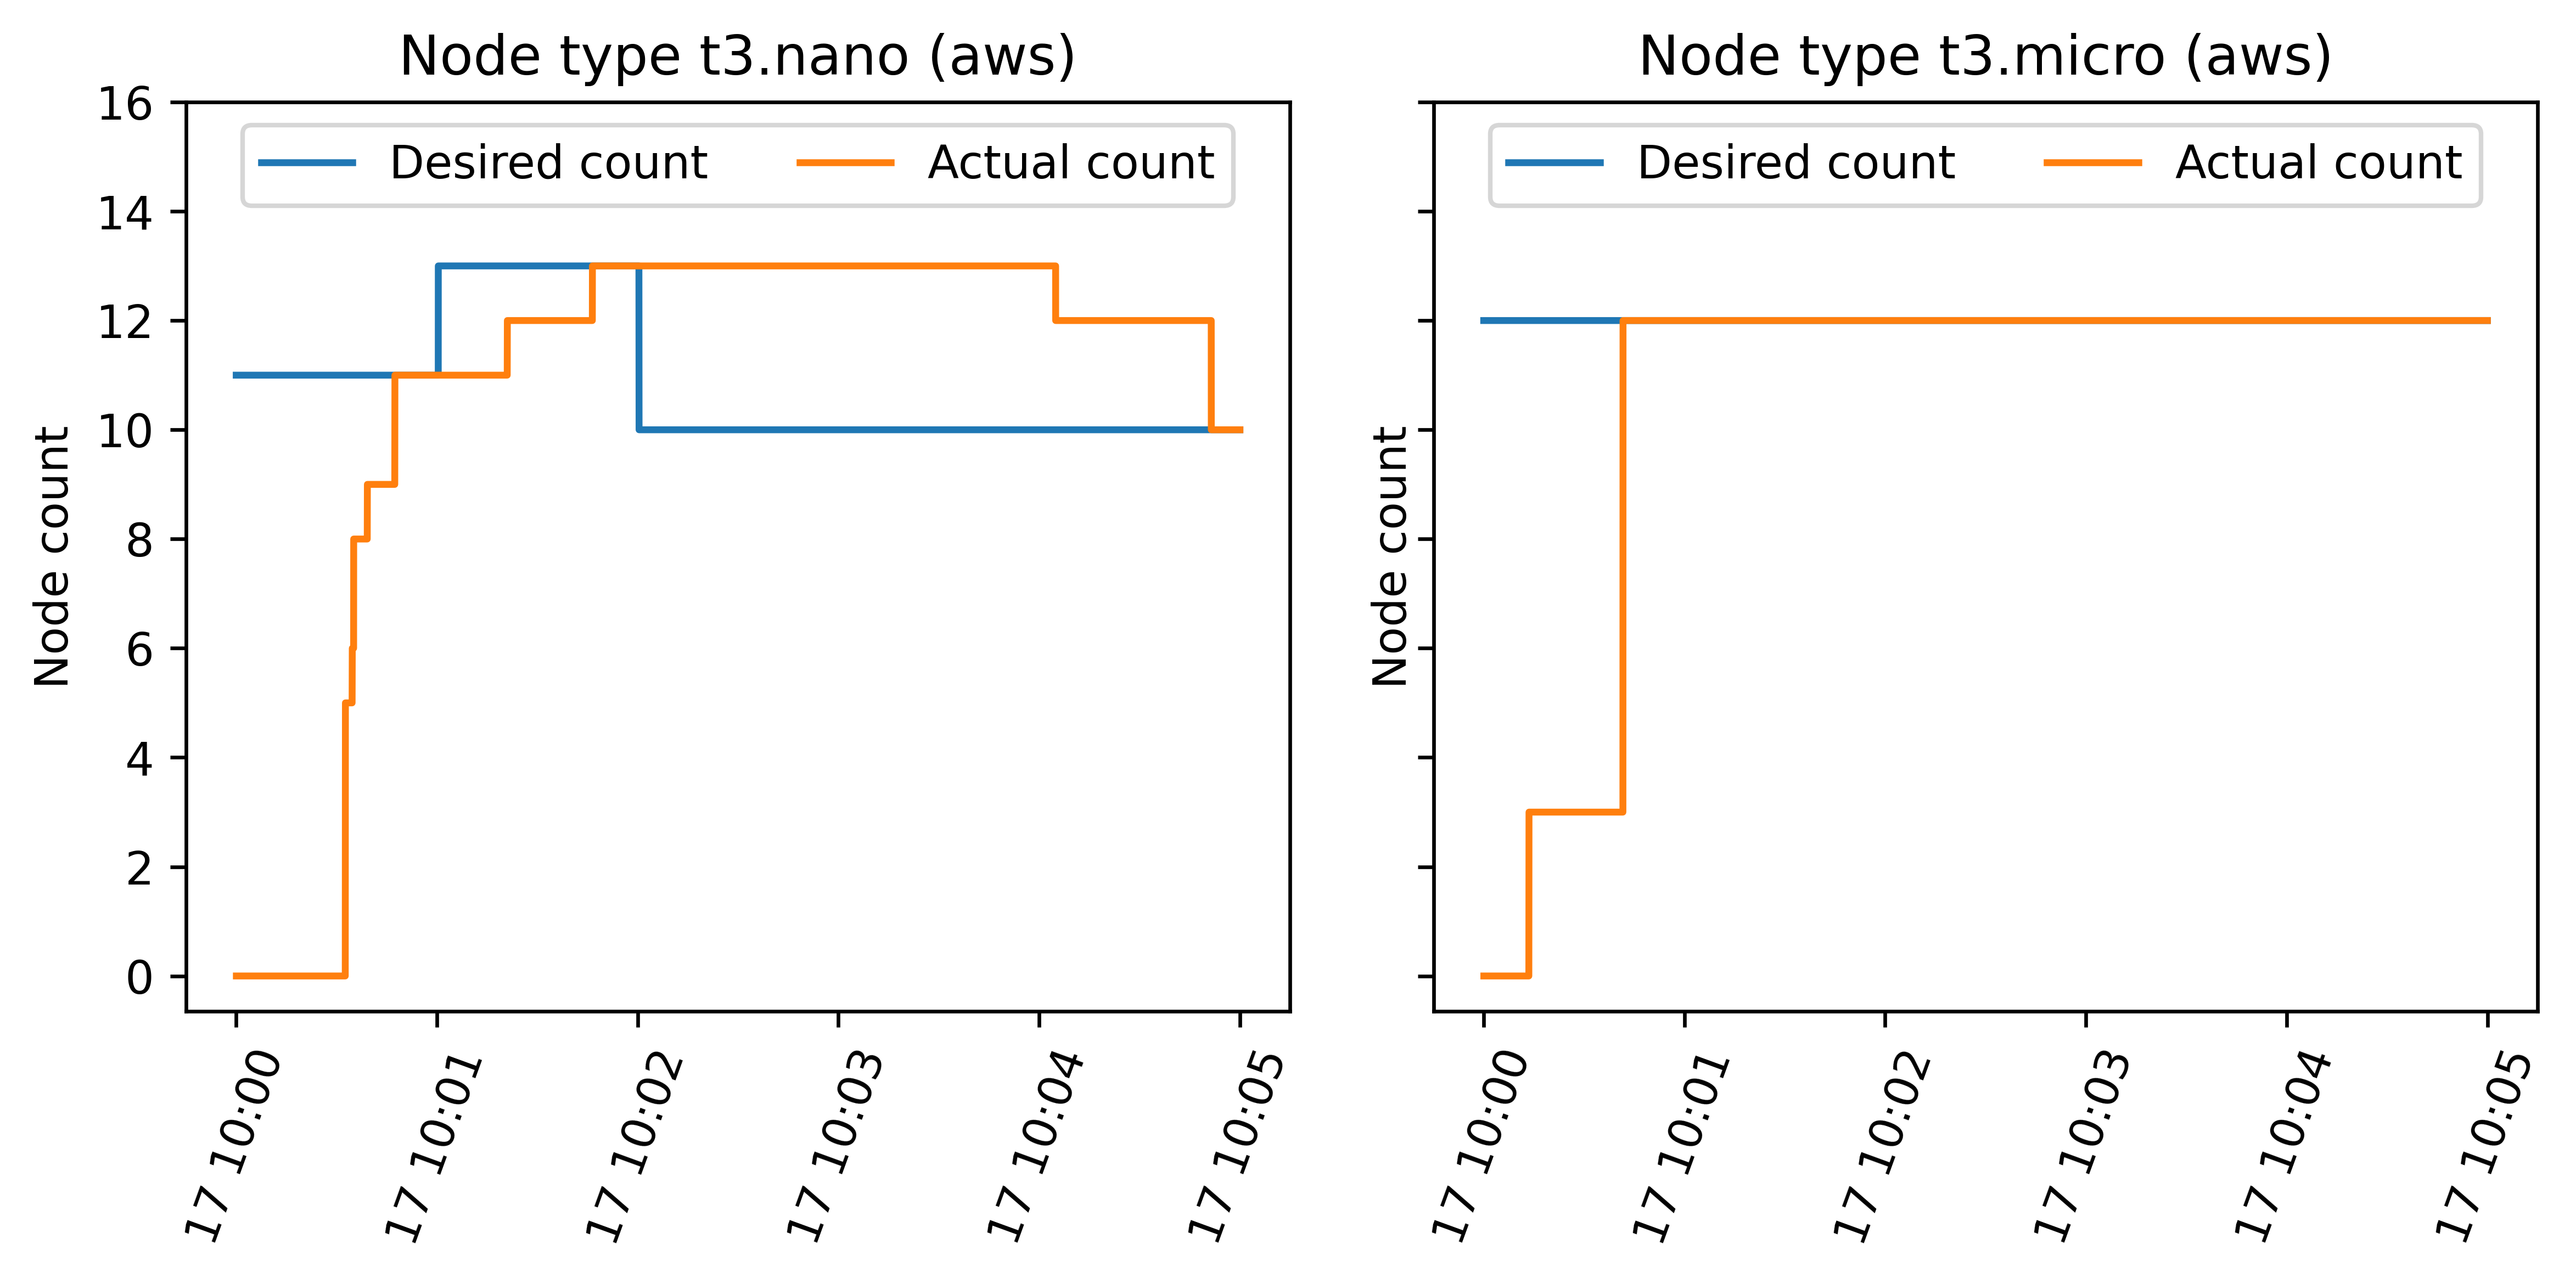 Node type t3.nano (aws)
Desired count
Actual count
Node count
16
14
12
10
8
6
4
2
0
17 10:00
17 10:01
17 10:02
17 10:03
17 10:04
17 10:05
Node type t3.micro (aws)
Desired count
Actual count
Node count
17 10:00
17 10:01
17 10:02
17 10:03
17 10:04
17 10:05